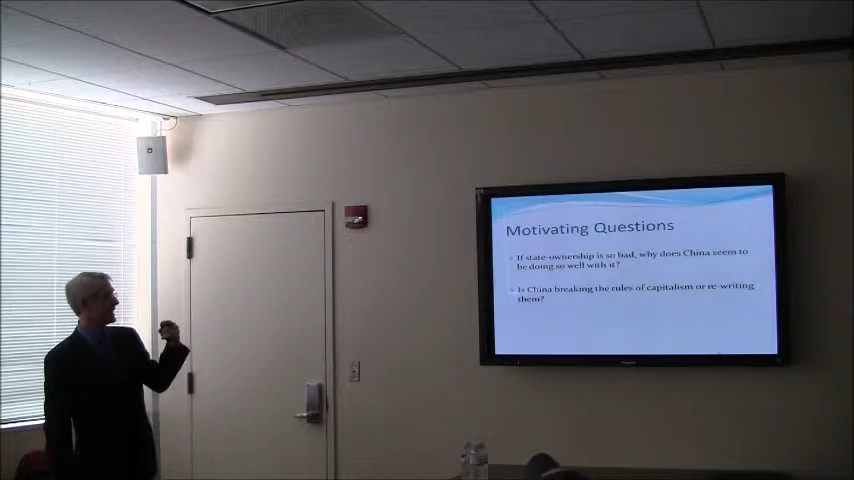 Motivating Questions
If state-ownership is so bad, why does China seem to
be doing so well with it?
Is China breaking the rules of capitalism or re-writing
them?